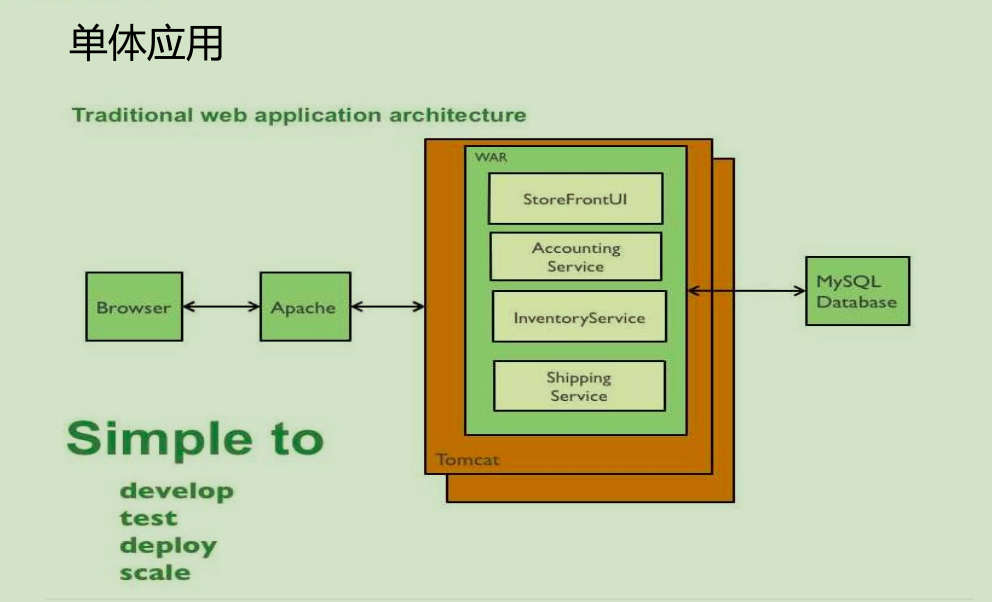 单体应用
Traditional web application architecture
WAR
StoreFrontUI
Accounting
Service
InventoryService
Shipping
Service
Tomcat
Browser
Apache
MySQL
Database
Simple to
develop
test
deploy
scale